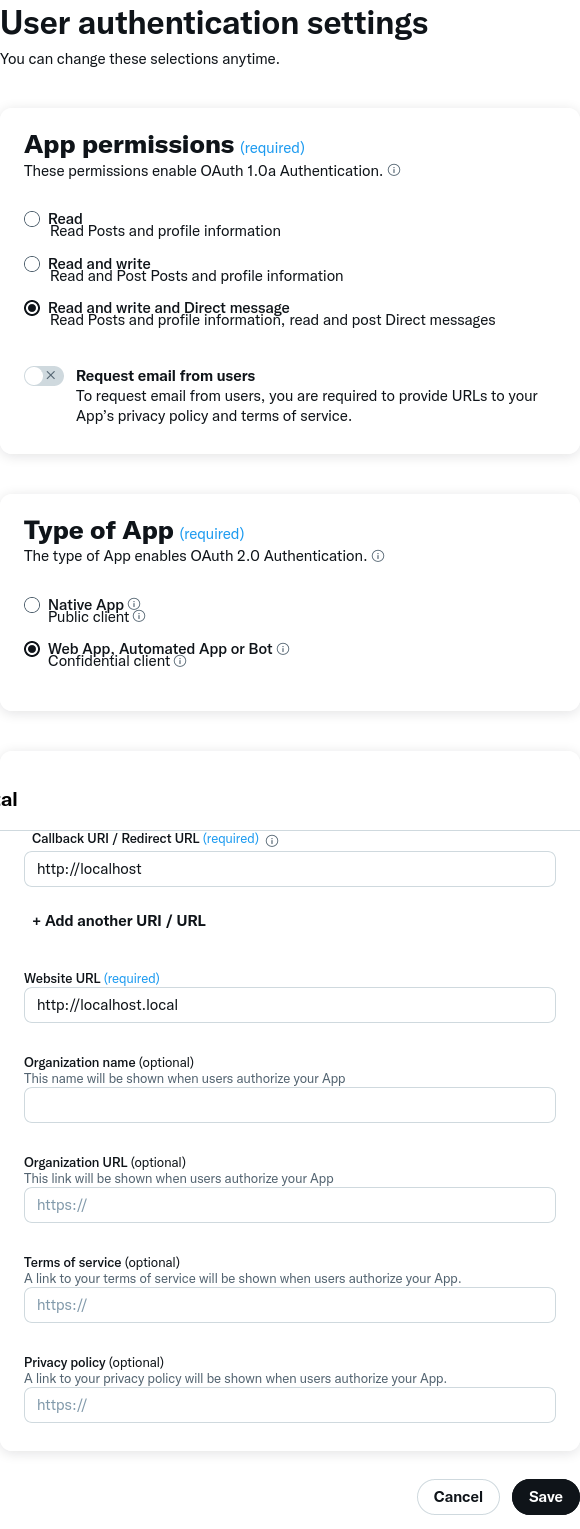 User authentication settings
You can change these selections anytime.
App permissions (required)
These permissions enable OAuth 1.0a Authentication.
Read
Read Posts and profile information
Read and write
Read and Post Posts and profile information
Read and write and Direct message
Read Posts and profile information, read and post Direct messages
Request email from users
To request email from users, you are required to provide URLs to your
App’s privacy policy and terms of service.
Type of App (required)
The type of App enables OAuth 2.0 Authentication.
Native App
Public client
Web App, Automated App or Bot
Confidential client
al
Callback URI / Redirect URL (required)
http://localhost
+ Add another URI / URL
Website URL (required)
http://localhost.local
Organization name (optional)
This name will be shown when users authorize your App
Organization URL (optional)
This link will be shown when users authorize your App
https://
Terms of service (optional)
A link to your terms of service will be shown when users authorize your App.
https://
Privacy policy (optional)
A link to your privacy policy will be shown when users authorize your App.
https://
Cancel Save